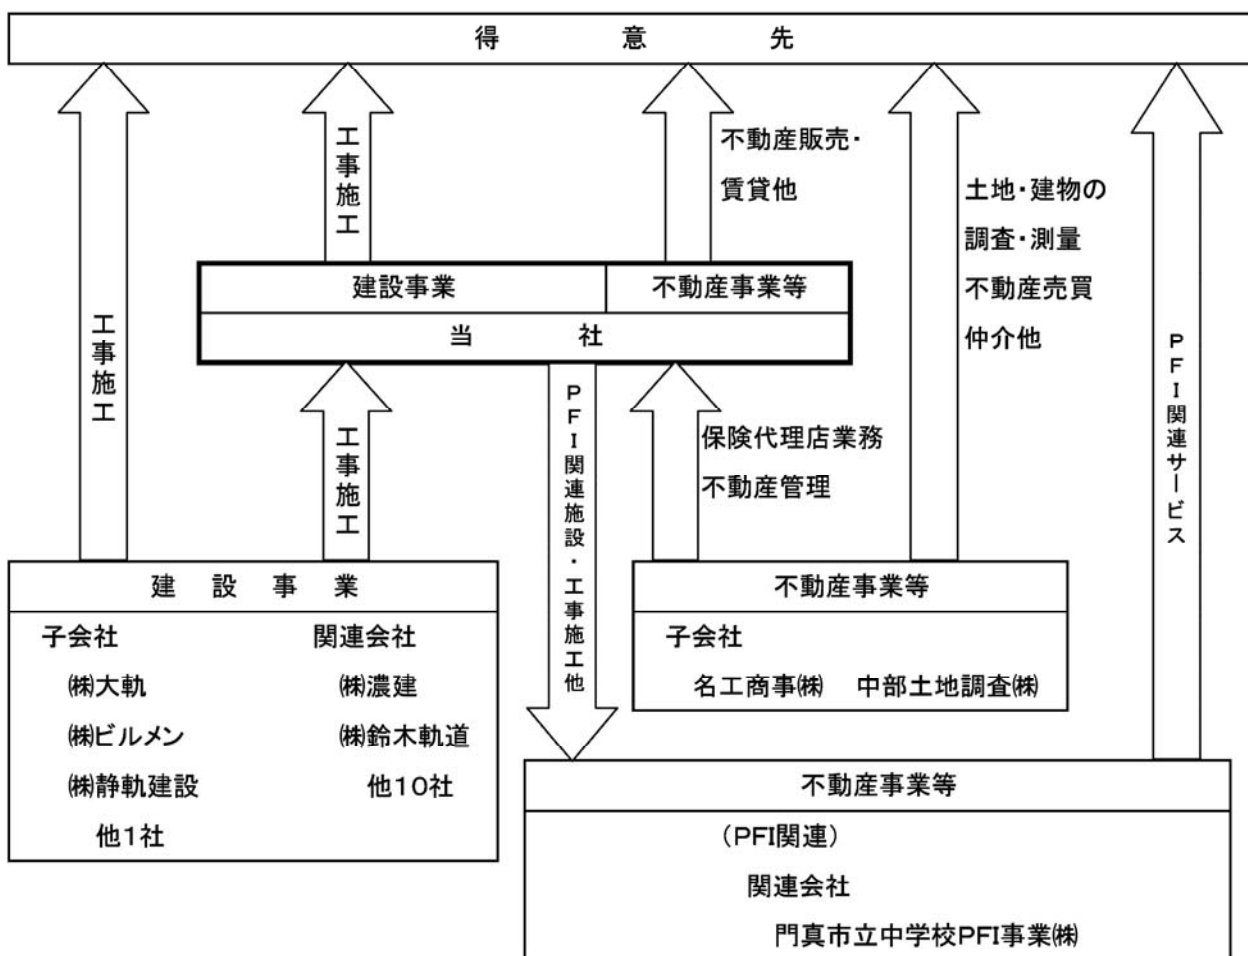 得意先
工事施工
工事施工
不動産販売・
賃貸他
土地・建物の
調査・測量
不動産売買
仲介他
PFI関連サービス
建設事業
不動産事業等
当社
工事施工
PFI関連施設・工事施工他
保険代理店業務
不動産管理
建設事業
子会社
関連会社
㈱大軌
㈱濃建
㈱ビルメン
㈱鈴木軌道
㈱静軌建設
他10社
他1社
不動産事業等
子会社
名工商事㈱
中部土地調査㈱
不動産事業等
(PFI関連)
関連会社
門真市立中学校PFI事業㈱